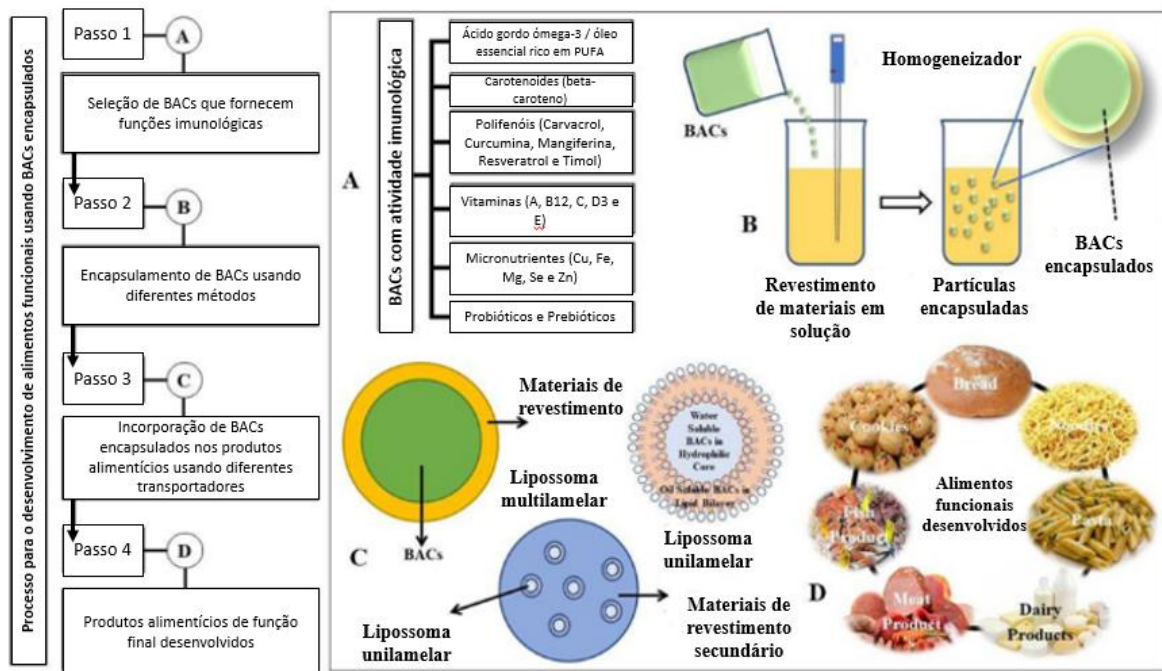 Processo para o desenvolvimento de alimentos funcionais usando BACs encapsulados
Passo 1
A
Seleção de BACs que fornecem
funções imunológicas
Passo 2
B
Encapsulamento de BACs usando
diferentes métodos
Passo 3
C
Incorporação de BACs
encapsulados nos produtos
alimentícios usando diferentes
transportadores
Passo 4
D
Produtos alimentícios de função
final desenvolvidos
A
BACs com atividade imunológica
Ácido gordo ómega-3 / óleo
essencial rico em PUFA
Carotenoides (beta-
caroteno)
Polifenóis (Carvacrol,
Curcumina, Mangiferina,
Resveratrol e Timol)
Vitaminas (A, B12, C, D3 e
E)
Micronutrientes (Cu, Fe,
Mg, Se e Zn)
Probióticos e Prebióticos
BACs
Homogeneizador
B
BACs
encapsulados
Revestimento
de materiais em
solução
Partículas
encapsuladas
Materiais de
revestimento
Lipossoma
multilamelar
C
BACs
Water
Soluble
BACs in
Hydrophilic
Core
Oil Soluble BACs in
Lipid Bilayer
Lipossoma
unilamelar
Lipossoma
unilamelar
Materiais de
revestimento
secundário
Bread
Cookies
Noodles
Alimentos
funcionais
desenvolvidos
Fish
Product
Pasta
D
Meat
Product
Dairy
Products